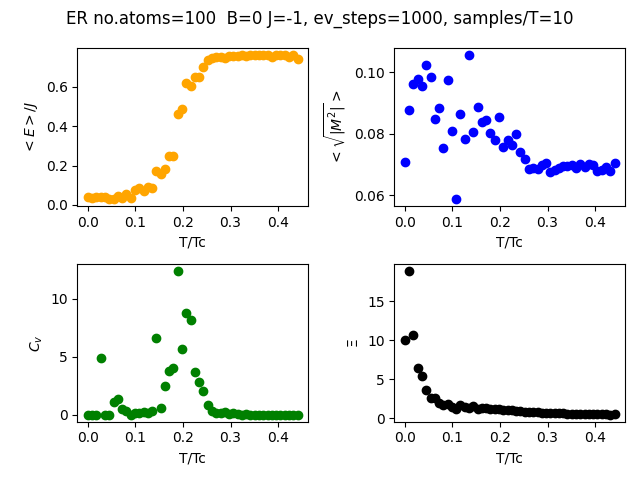 ER no.atoms=100  B=0 J=-1, ev_steps=1000, samples/T=10
< E > /J
0.6
0.4
0.2
0.0
0.0 0.1 0.2 0.3 0.4
T/Tc
< √|M²| >
0.10
0.08
0.06
0.0 0.1 0.2 0.3 0.4
T/Tc
C_v
10
5
0
0.0 0.1 0.2 0.3 0.4
T/Tc
Ξ
15
10
5
0
0.0 0.1 0.2 0.3 0.4
T/Tc